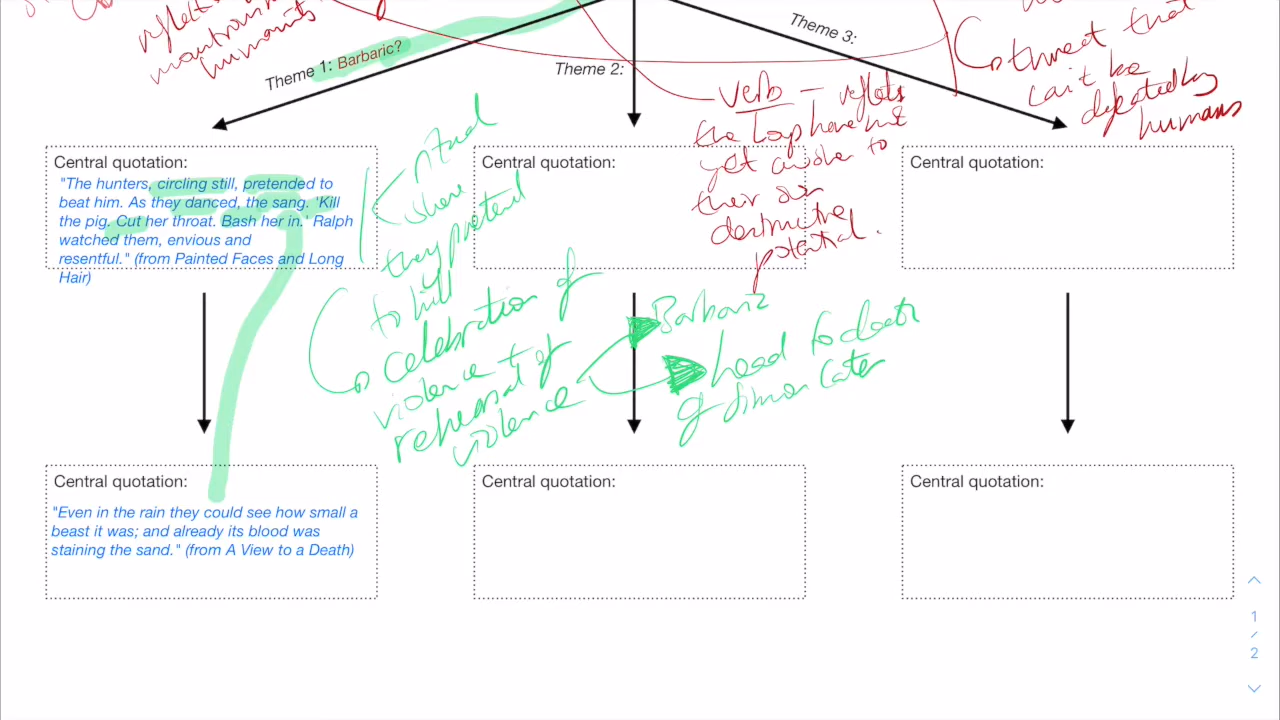 reflect
humanity
Theme 1: Barbaric?
Theme 2:
Theme 3:
threat that
can't be
defeated by
humans
verb – reflects
the boys have not
yet awoken to
their own
destructive
potential.
Central quotation:
"The hunters, circling still, pretended to
beat him. As they danced, the sang. 'Kill
the pig. Cut her throat. Bash her in.' Ralph
watched them, envious and
resentful." (from Painted Faces and Long
Hair)
ritual
where
they pretend
to kill
celebration of
violence + of
rehearsal of
violence
Barbaric
lead to death
of Simon later
Central quotation:
Central quotation:
Central quotation:
"Even in the rain they could see how small a
beast it was; and already its blood was
staining the sand." (from A View to a Death)
Central quotation:
Central quotation:
1
/
2